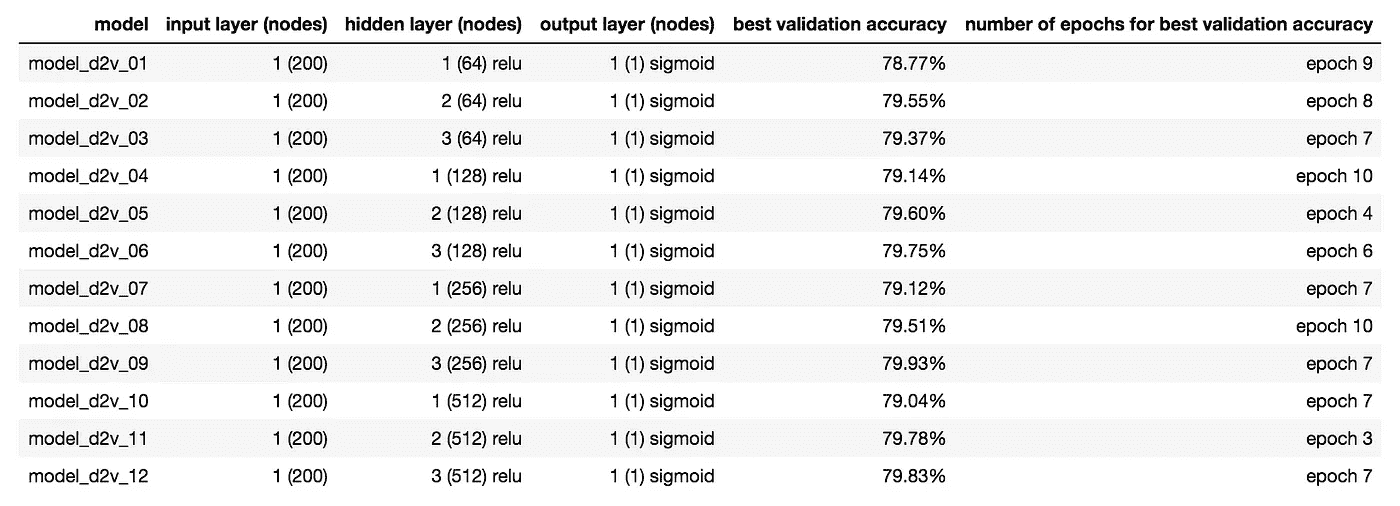 model input layer (nodes) hidden layer (nodes) output layer (nodes) best validation accuracy number of epochs for best validation accuracy
model_d2v_01 1 (200) 1 (64) relu 1 (1) sigmoid 78.77% epoch 9
model_d2v_02 1 (200) 2 (64) relu 1 (1) sigmoid 79.55% epoch 8
model_d2v_03 1 (200) 3 (64) relu 1 (1) sigmoid 79.37% epoch 7
model_d2v_04 1 (200) 1 (128) relu 1 (1) sigmoid 79.14% epoch 10
model_d2v_05 1 (200) 2 (128) relu 1 (1) sigmoid 79.60% epoch 4
model_d2v_06 1 (200) 3 (128) relu 1 (1) sigmoid 79.75% epoch 6
model_d2v_07 1 (200) 1 (256) relu 1 (1) sigmoid 79.12% epoch 7
model_d2v_08 1 (200) 2 (256) relu 1 (1) sigmoid 79.51% epoch 10
model_d2v_09 1 (200) 3 (256) relu 1 (1) sigmoid 79.93% epoch 7
model_d2v_10 1 (200) 1 (512) relu 1 (1) sigmoid 79.04% epoch 7
model_d2v_11 1 (200) 2 (512) relu 1 (1) sigmoid 79.78% epoch 3
model_d2v_12 1 (200) 3 (512) relu 1 (1) sigmoid 79.83% epoch 7